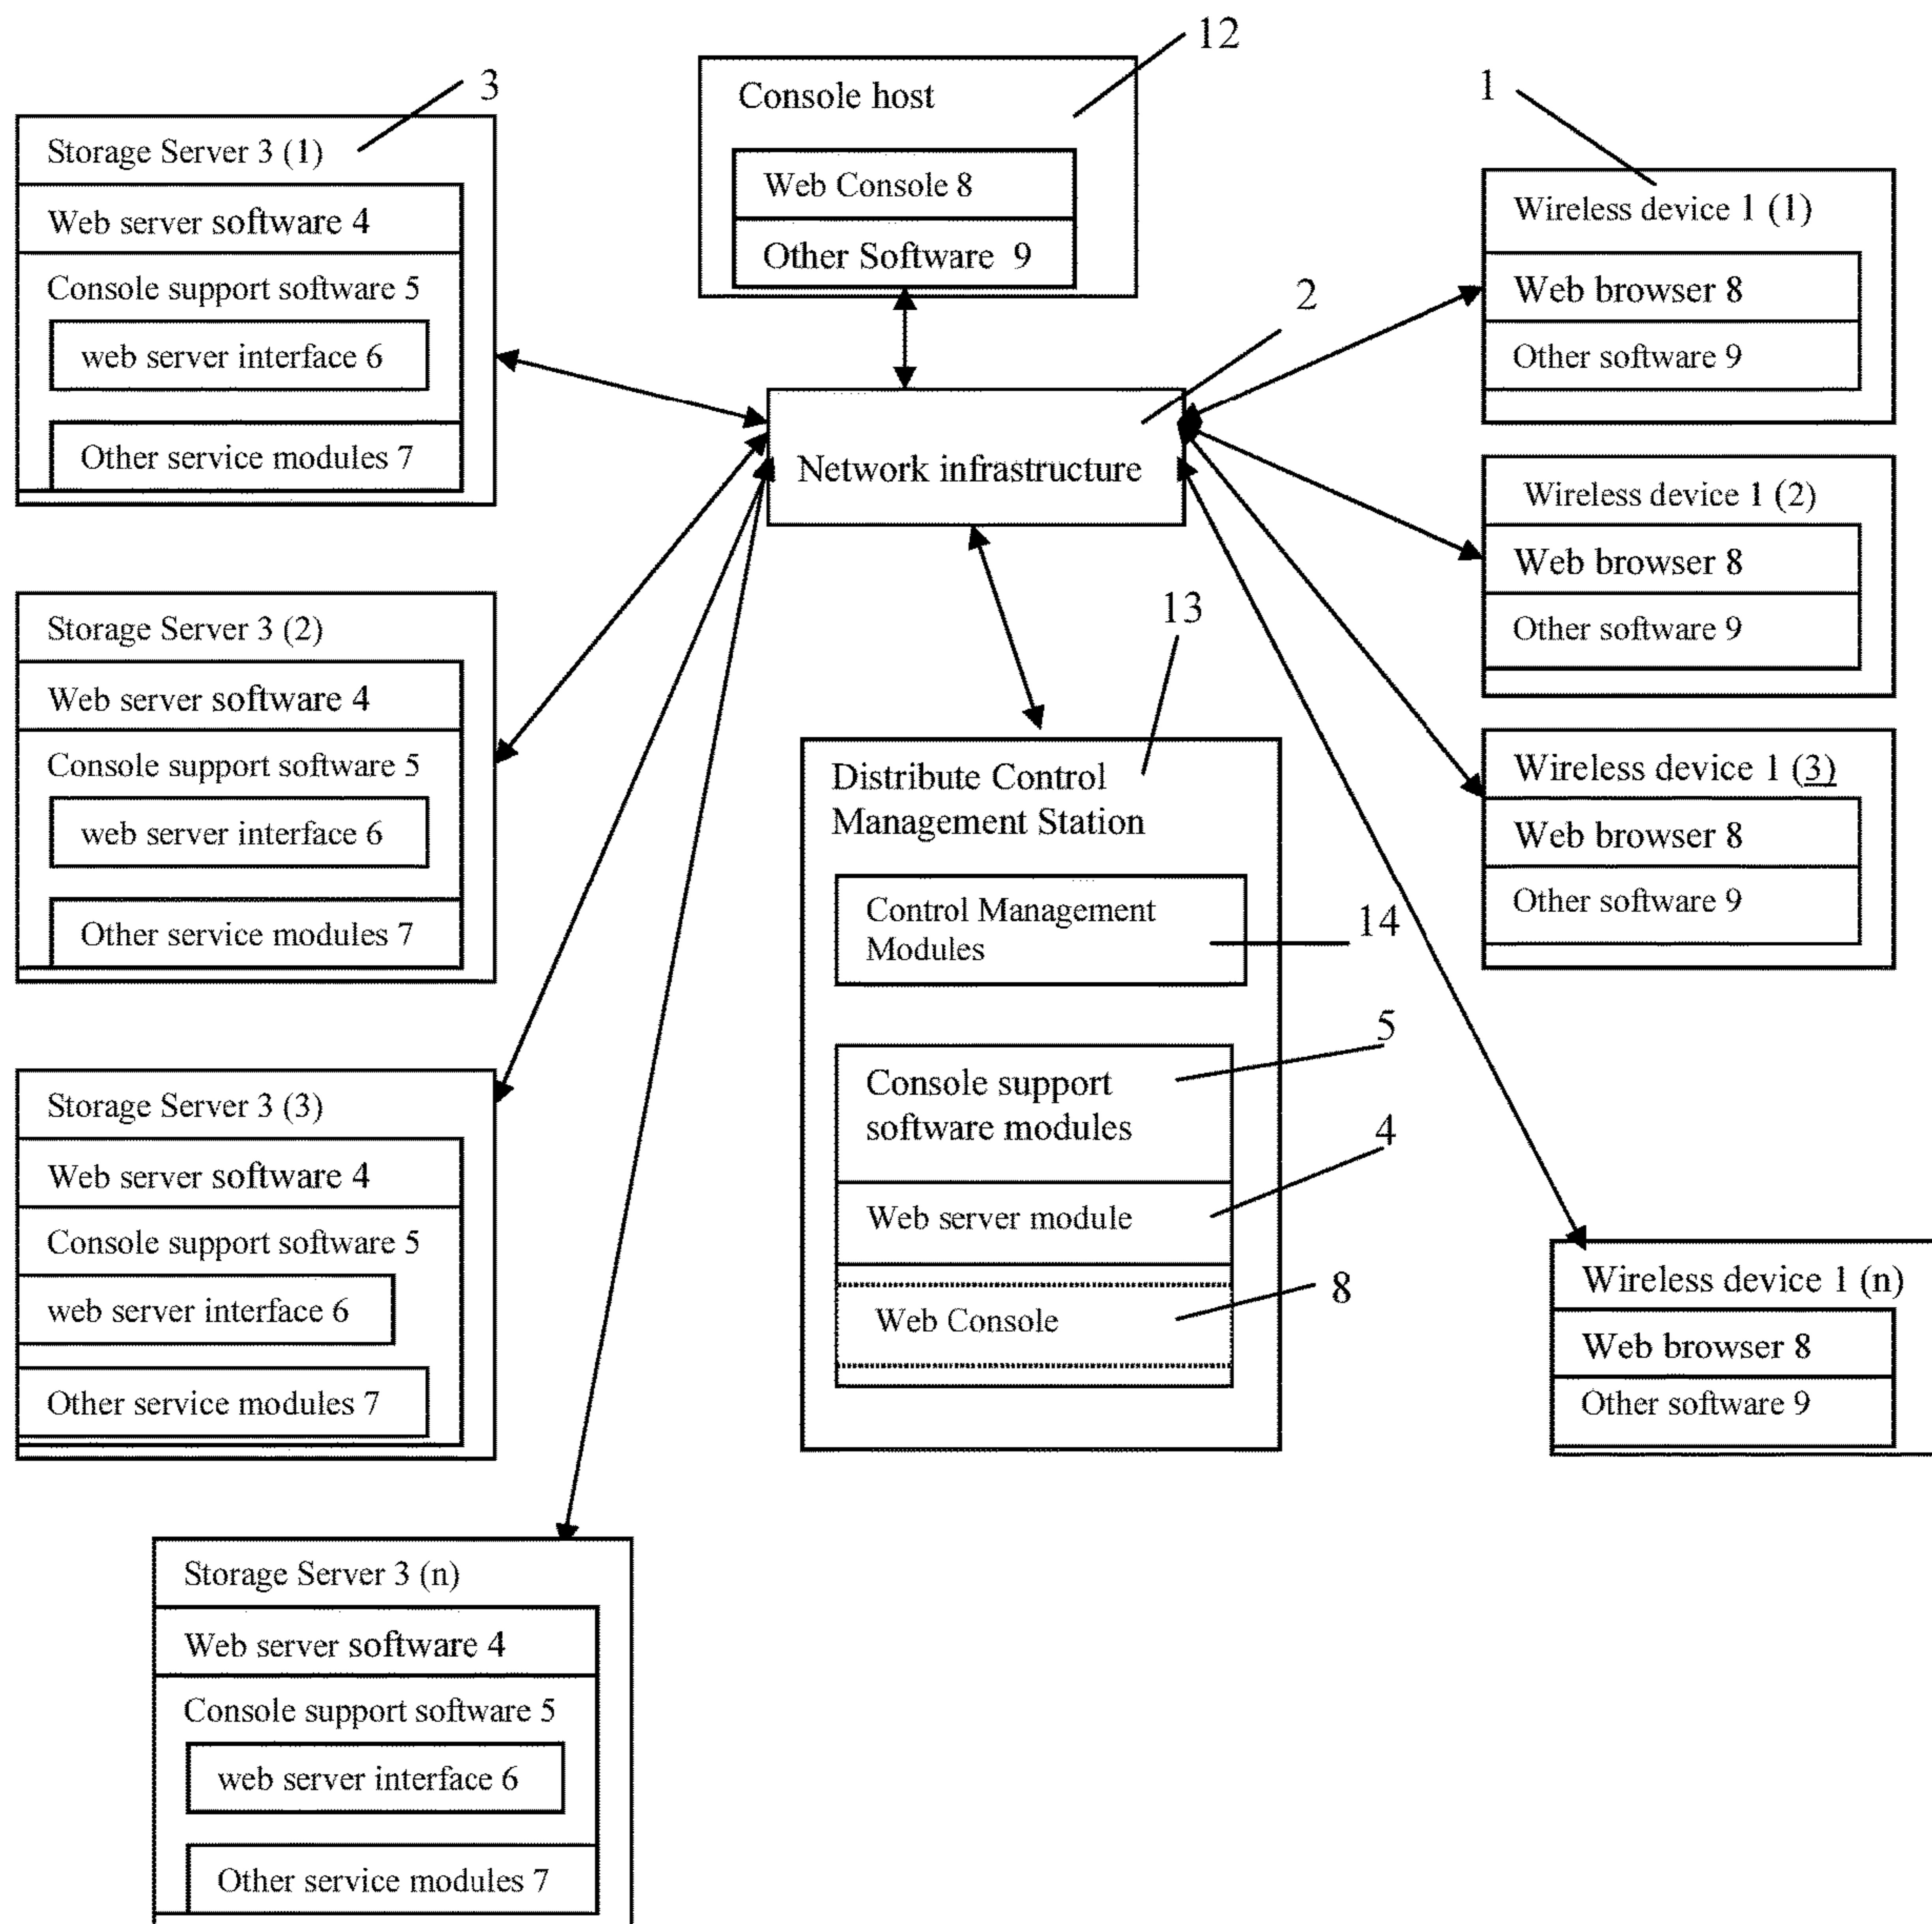 3
Storage Server 3 (1)
Web server software 4
Console support software 5
web server interface 6
Other service modules 7
Storage Server 3 (2)
Web server software 4
Console support software 5
web server interface 6
Other service modules 7
Storage Server 3 (3)
Web server software 4
Console support software 5
web server interface 6
Other service modules 7
Storage Server 3 (n)
Web server software 4
Console support software 5
web server interface 6
Other service modules 7
12
Console host
Web Console 8
Other Software 9
2
Network infrastructure
13
Distribute Control
Management Station
Control Management
Modules
14
5
Console support
software modules
4
Web server module
8
Web Console
1
Wireless device 1 (1)
Web browser 8
Other software 9
Wireless device 1 (2)
Web browser 8
Other software 9
Wireless device 1 (3)
Web browser 8
Other software 9
Wireless device 1 (n)
Web browser 8
Other software 9